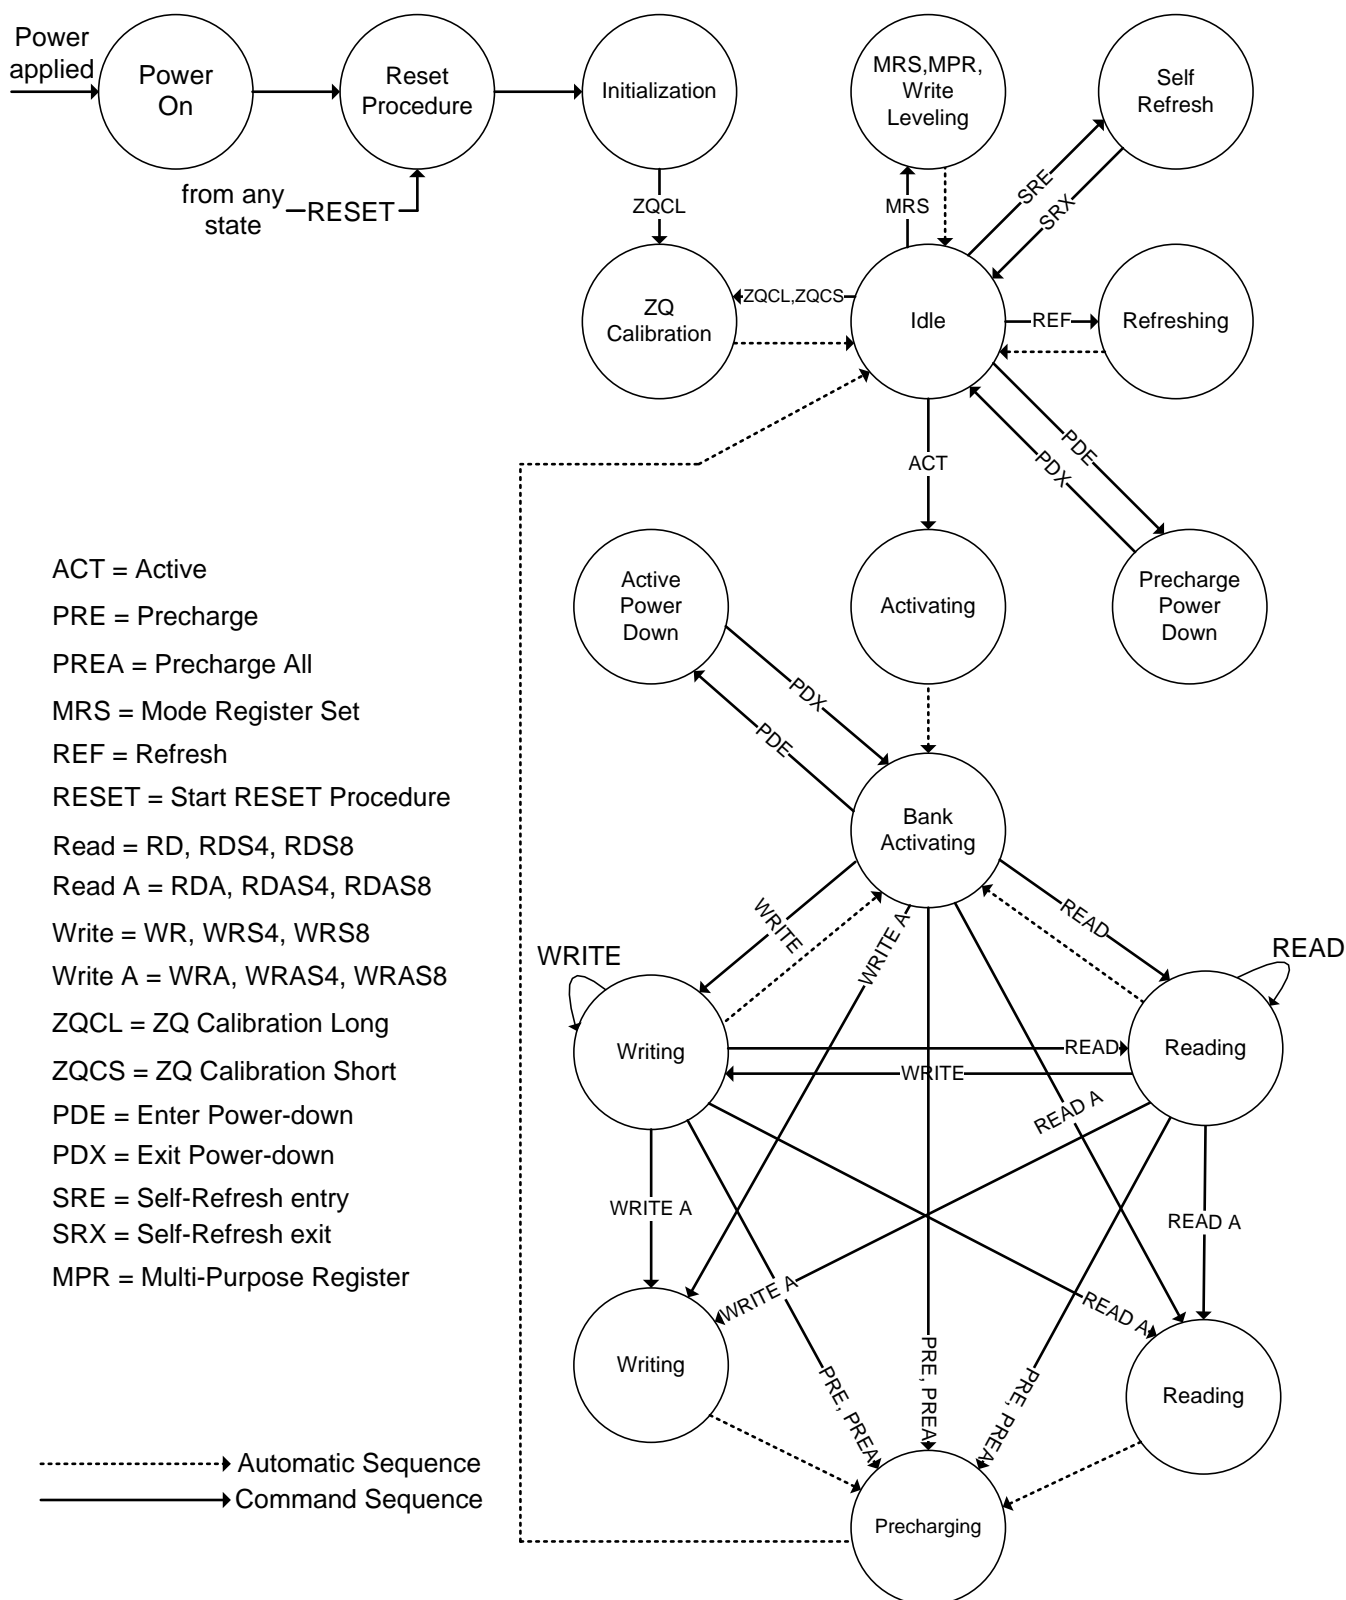 Power
applied
Power
On
Reset
Procedure
Initialization
MRS,MPR,
Write
Leveling
Self
Refresh
from any
state
RESET
ZQCL
MRS
SRE
SRX
ZQ
Calibration
ZQCL,ZQCS
Idle
REF
Refreshing
ACT
PDE
PDX
Active
Power
Down
Activating
Precharge
Power
Down
PDX
PDE
Bank
Activating
ACT = Active
PRE = Precharge
PREA = Precharge All
MRS = Mode Register Set
REF = Refresh
RESET = Start RESET Procedure
Read = RD, RDS4, RDS8
Read A = RDA, RDAS4, RDAS8
Write = WR, WRS4, WRS8
Write A = WRA, WRAS4, WRAS8
ZQCL = ZQ Calibration Long
ZQCS = ZQ Calibration Short
PDE = Enter Power-down
PDX = Exit Power-down
SRE = Self-Refresh entry
SRX = Self-Refresh exit
MPR = Multi-Purpose Register
WRITE
WRITE A
READ
WRITE
READ
Writing
READ
WRITE
Reading
READ A
WRITE A
READ A
WRITE A
READ A
Writing
PRE, PREA
PRE, PREA
PRE, PREA
Reading
Precharging
Automatic Sequence
Command Sequence